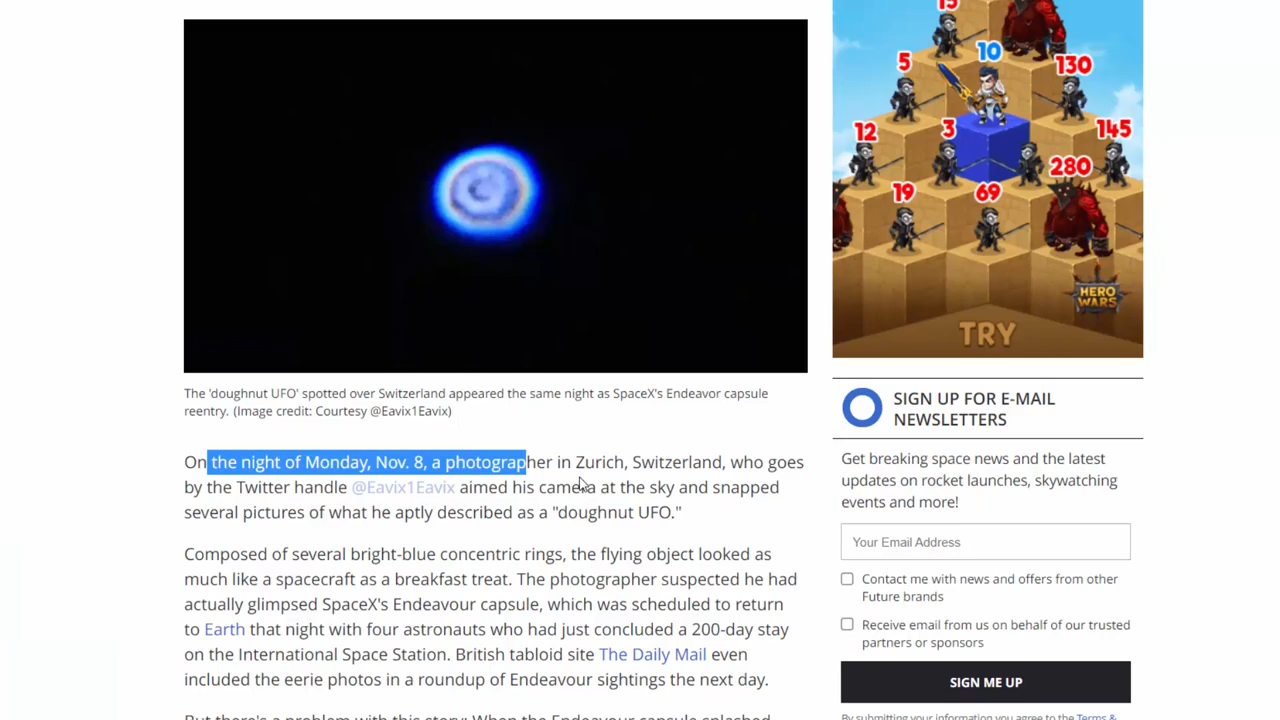 The 'doughnut UFO' spotted over Switzerland appeared the same night as SpaceX's Endeavor capsule
reentry. (Image credit: Courtesy @Eavix1Eavix)
On the night of Monday, Nov. 8, a photographer in Zurich, Switzerland, who goes
by the Twitter handle @Eavix1Eavix aimed his camera at the sky and snapped
several pictures of what he aptly described as a "doughnut UFO."
Composed of several bright-blue concentric rings, the flying object looked as
much like a spacecraft as a breakfast treat. The photographer suspected he had
actually glimpsed SpaceX's Endeavour capsule, which was scheduled to return
to Earth that night with four astronauts who had just concluded a 200-day stay
on the International Space Station. British tabloid site The Daily Mail even
included the eerie photos in a roundup of Endeavour sightings the next day.
But there's a problem with this story: When the Endeavour capsule splashed
15
10
5
130
12
3
145
280
19
69
HERO
WARS
TRY
SIGN UP FOR E-MAIL
NEWSLETTERS
Get breaking space news and the latest
updates on rocket launches, skywatching
events and more!
Your Email Address
Contact me with news and offers from other
Future brands
Receive email from us on behalf of our trusted
partners or sponsors
SIGN ME UP
By submitting your information you agree to the Terms &